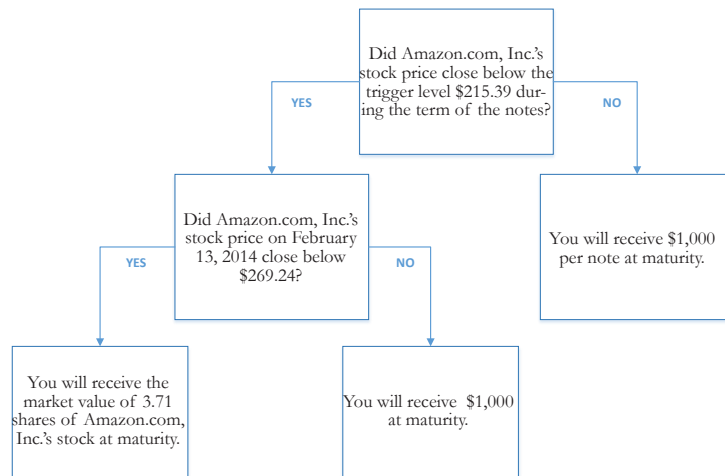 Did Amazon.com, Inc.'s
stock price close below the
trigger level $215.39 dur-
ing the term of the notes?
YES
NO
Did Amazon.com, Inc.'s
stock price on February
13, 2014 close below
$269.24?
You will receive $1,000
per note at maturity.
YES
NO
You will receive the
market value of 3.71
shares of Amazon.com,
Inc.'s stock at maturity.
You will receive $1,000
at maturity.